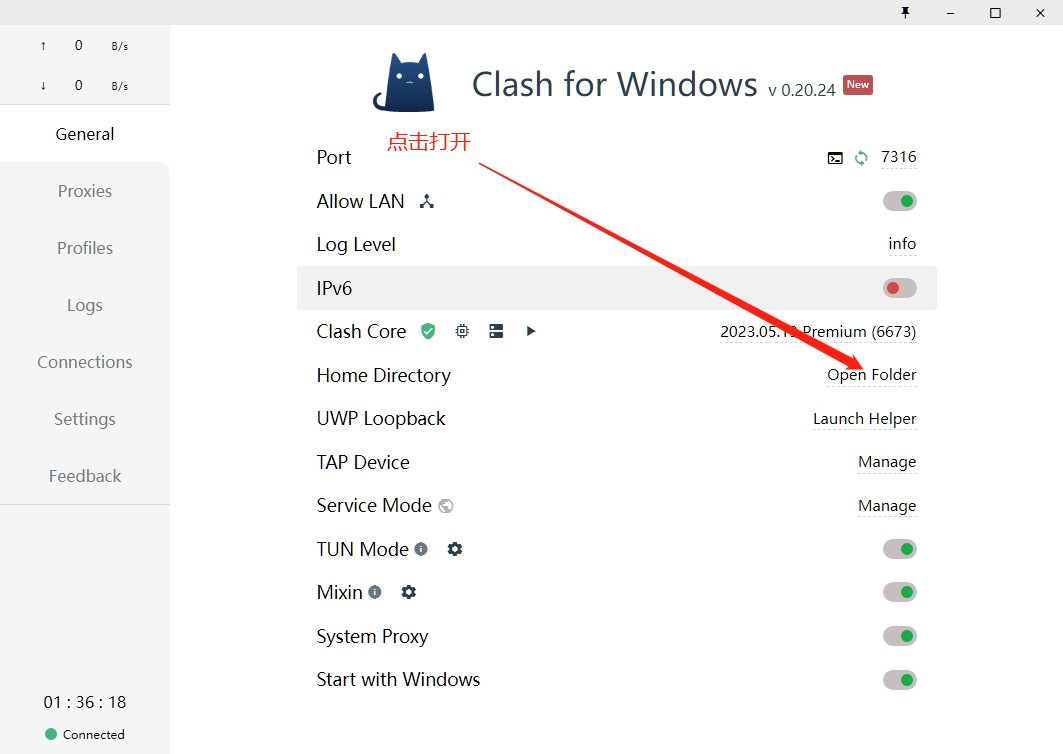 ↑ 0 B/s
↓ 0 B/s
General
Proxies
Profiles
Logs
Connections
Settings
Feedback
01 : 36 : 18
Connected
Clash for Windows v 0.20.24 New
点击打开
Port 7316
Allow LAN
Log Level info
IPv6
Clash Core 2023.05.19 Premium (6673)
Home Directory Open Folder
UWP Loopback Launch Helper
TAP Device Manage
Service Mode Manage
TUN Mode
Mixin
System Proxy
Start with Windows